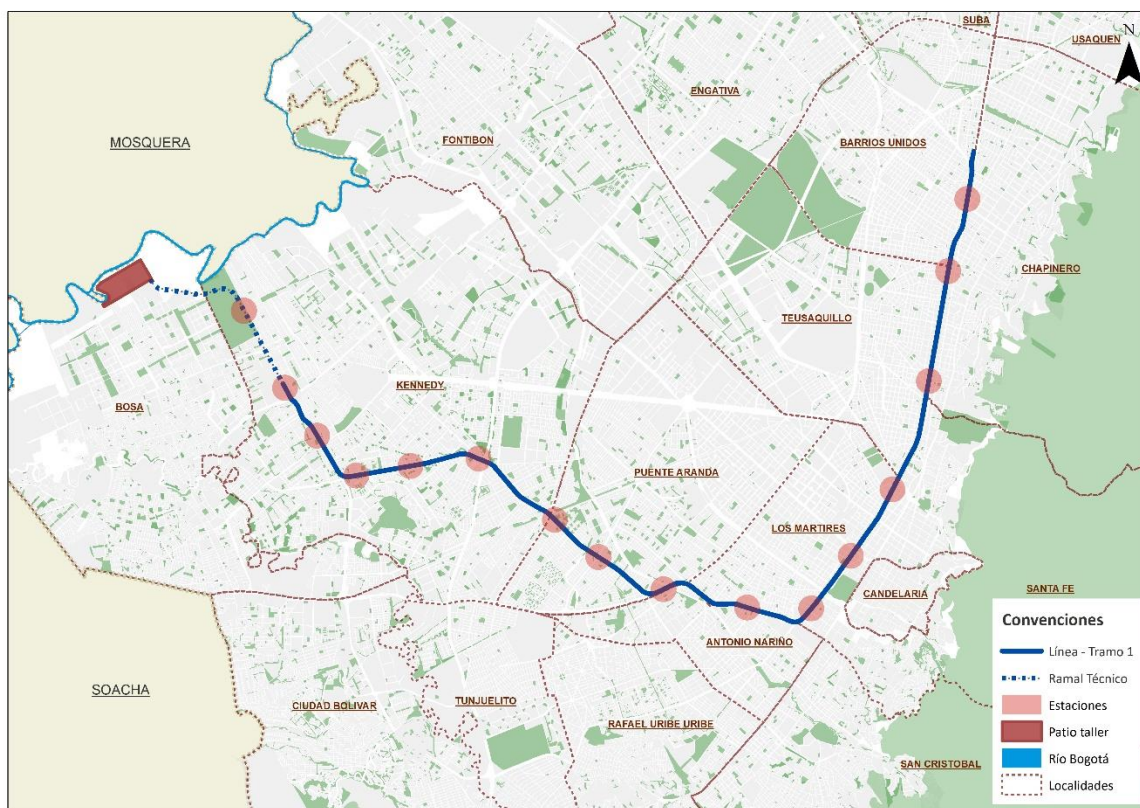 SUBA
N
USAQUEN
ENGATIVA
MOSQUERA
FONTIBON
BARRIOS UNIDOS
CHAPINERO
TEUSAQUILLO
KENNEDY
BOSA
PUENTE ARANDA
LOS MARTIRES
CANDELARIA
SANTA FE
ANTONIO NARIÑO
SOACHA
CIUDAD BOLIVAR
TUNJUELITO
RAFAEL URIBE URIBE
SAN CRISTOBAL
Convenciones
Línea - Tramo 1
Ramal Técnico
Estaciones
Patio taller
Río Bogotá
Localidades